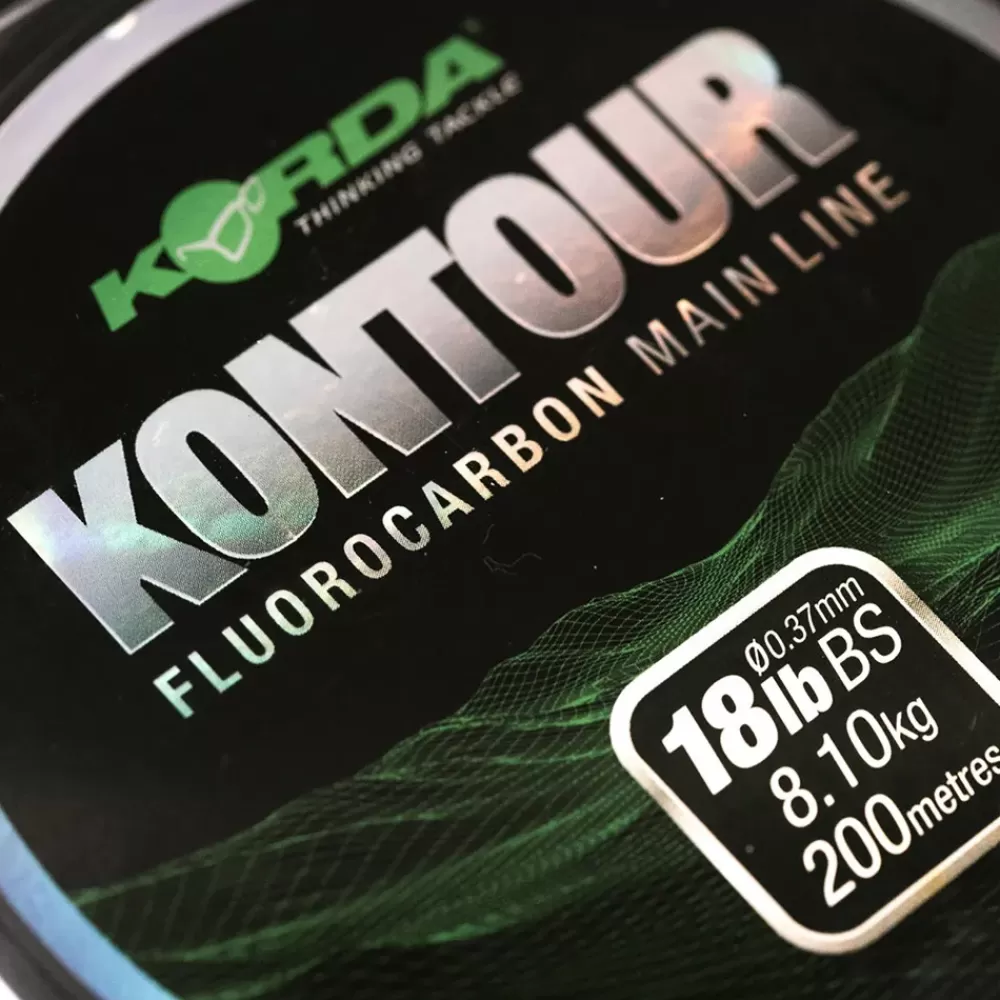 KORDA
THINKING TACKLE
KONTOUR
FLUOROCARBON MAIN LINE
Ø0.37mm
18lb BS
8.10kg
200metres